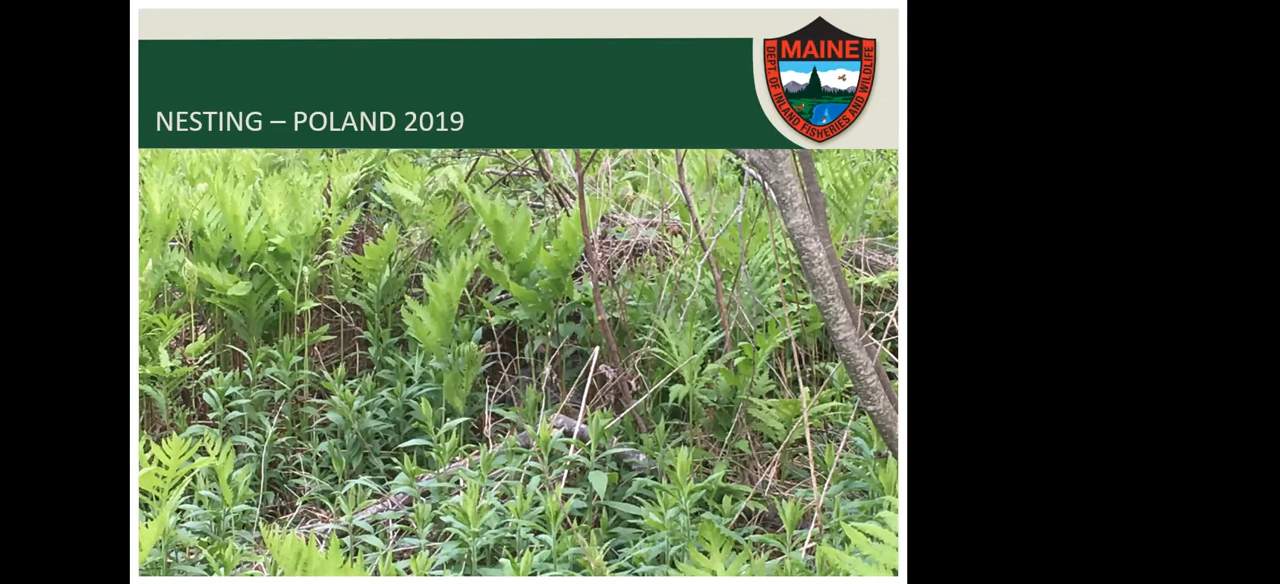 NESTING – POLAND 2019
MAINE
DEPT. OF INLAND FISHERIES AND WILDLIFE